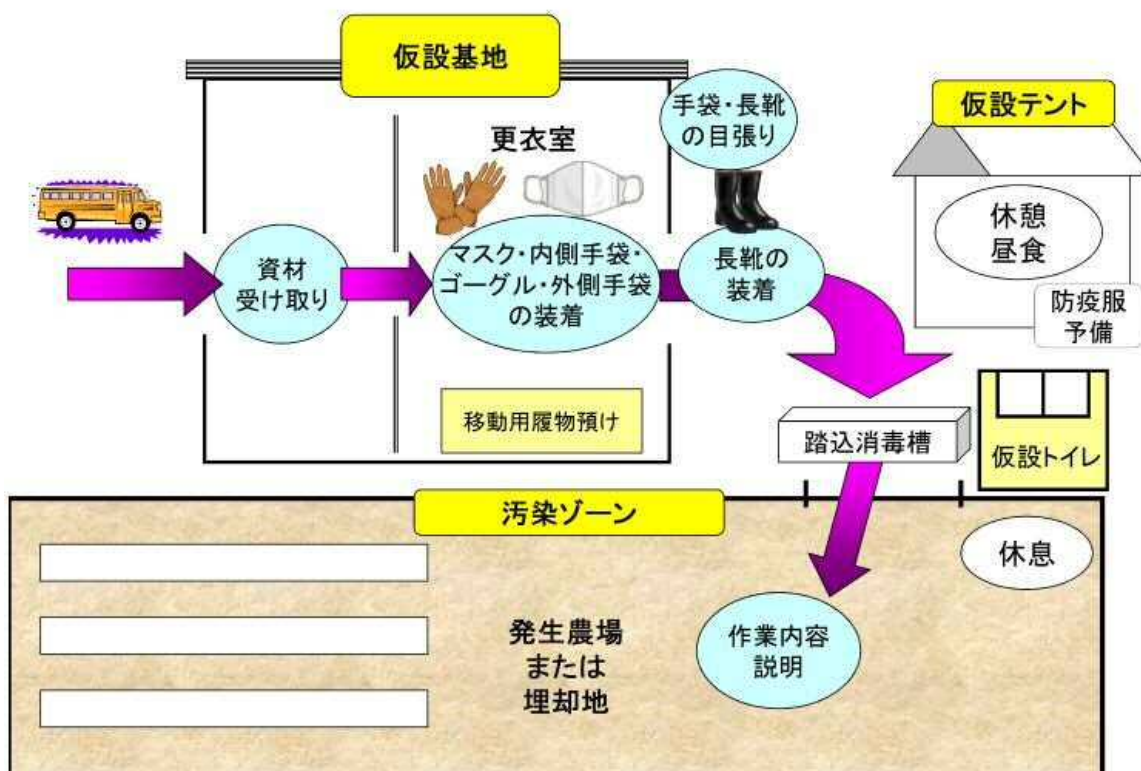 仮設基地
手袋・長靴
の目張り
仮設テント
更衣室
休憩
昼食
資材
受け取り
マスク・内側手袋・
ゴーグル・外側手袋
の装着
長靴の
装着
防疫服
予備
移動用履物預け
踏込消毒槽
仮設トイレ
汚染ゾーン
休息
発生農場
または
埋却地
作業内容
説明